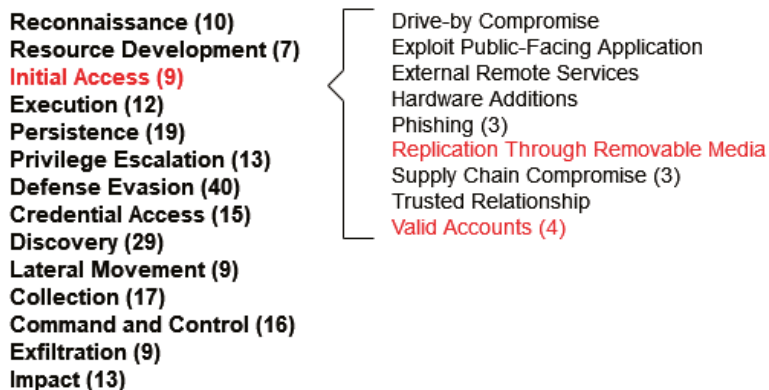 Reconnaissance (10)
Resource Development (7)
Initial Access (9)
Execution (12)
Persistence (19)
Privilege Escalation (13)
Defense Evasion (40)
Credential Access (15)
Discovery (29)
Lateral Movement (9)
Collection (17)
Command and Control (16)
Exfiltration (9)
Impact (13)
Drive-by Compromise
Exploit Public-Facing Application
External Remote Services
Hardware Additions
Phishing (3)
Replication Through Removable Media
Supply Chain Compromise (3)
Trusted Relationship
Valid Accounts (4)